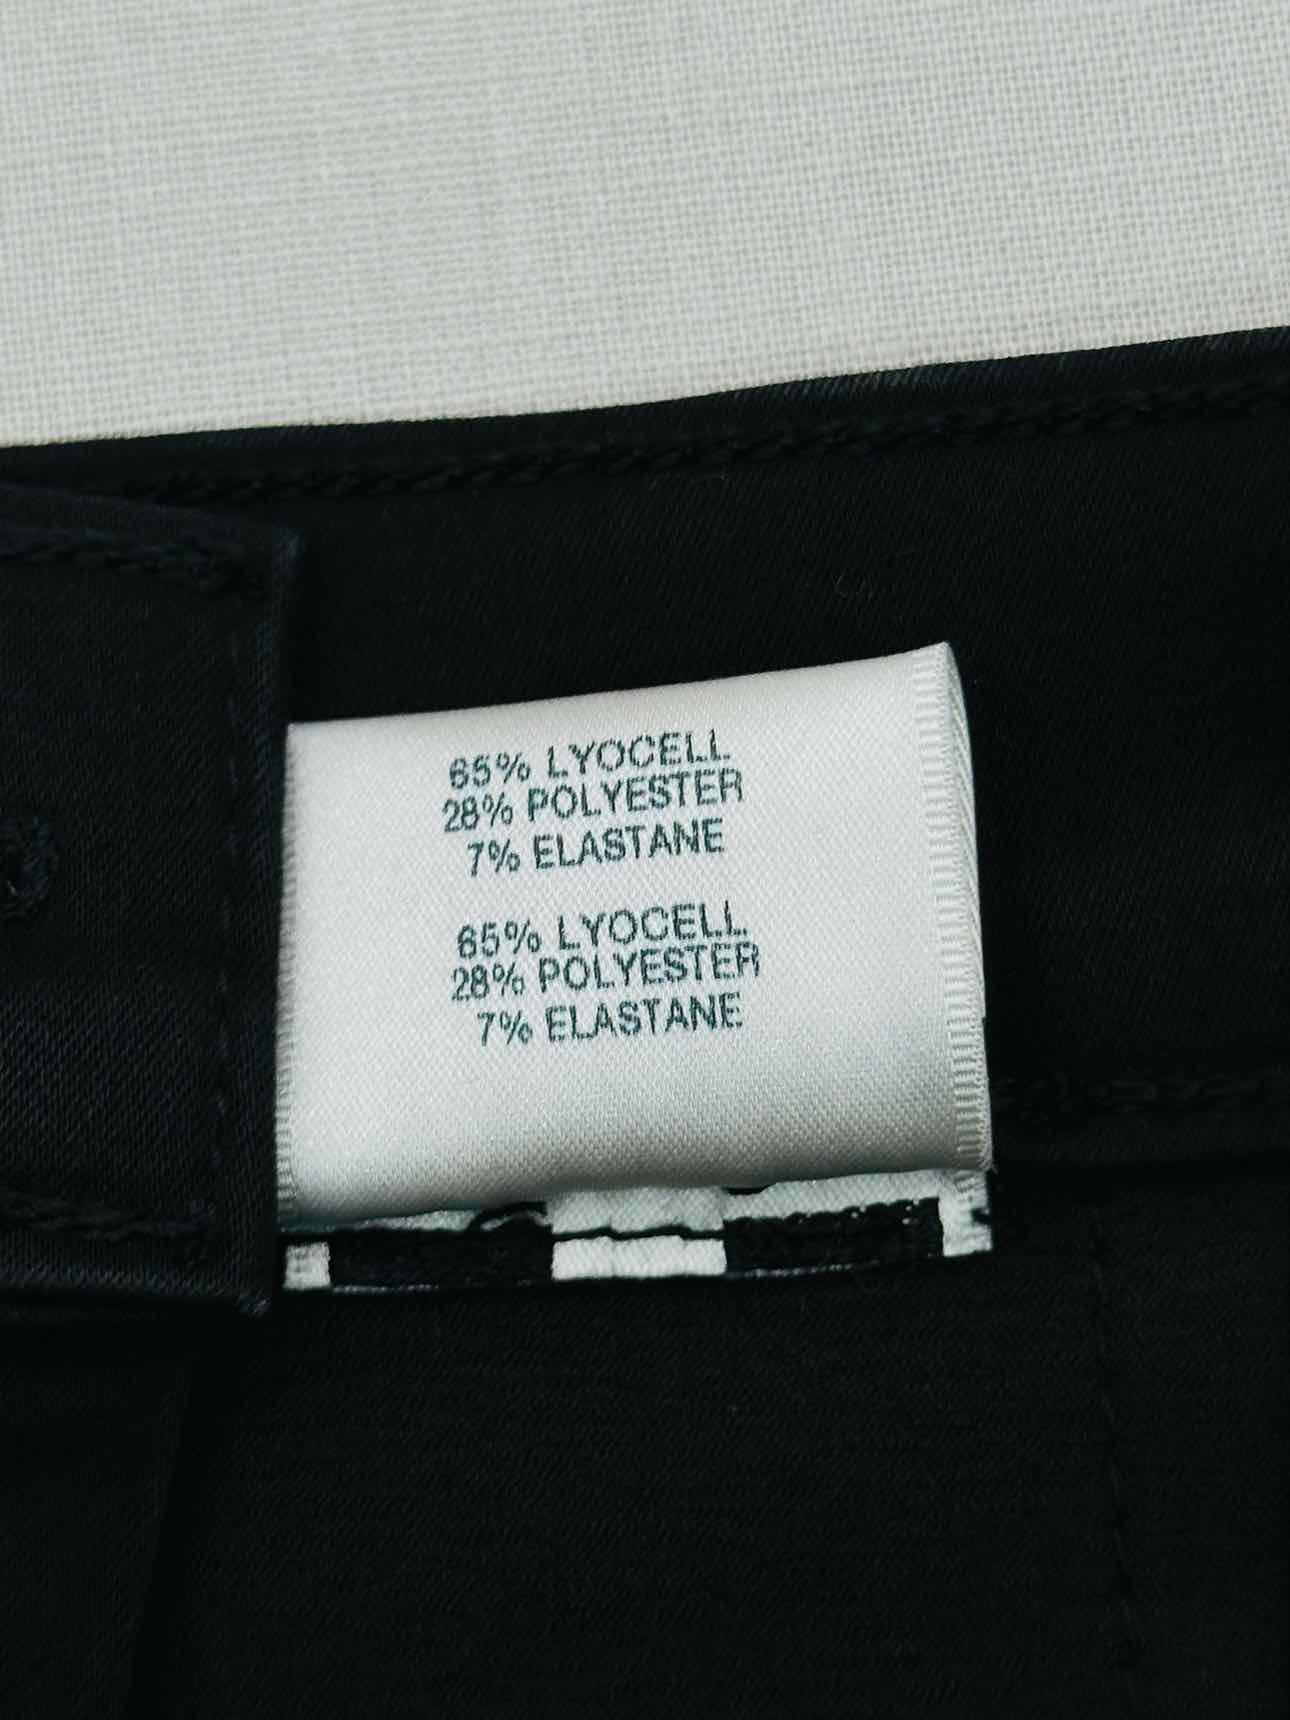 65% LYOCELL
28% POLYESTER
7% ELASTANE
65% LYOCELL
28% POLYESTER
7% ELASTANE